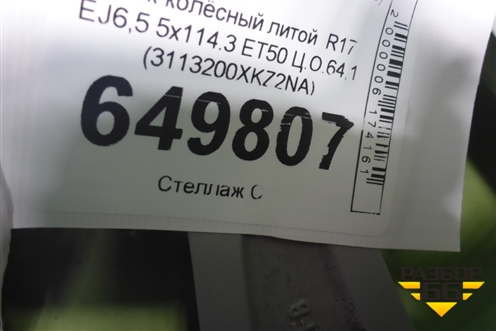 колёсный литой R17
EJ6,5 5x114.3 ET50 Ц.О.64,1
(3113200XKZ2NA)
649807
Стеллаж С
2000006174161
РАЗБОР
66